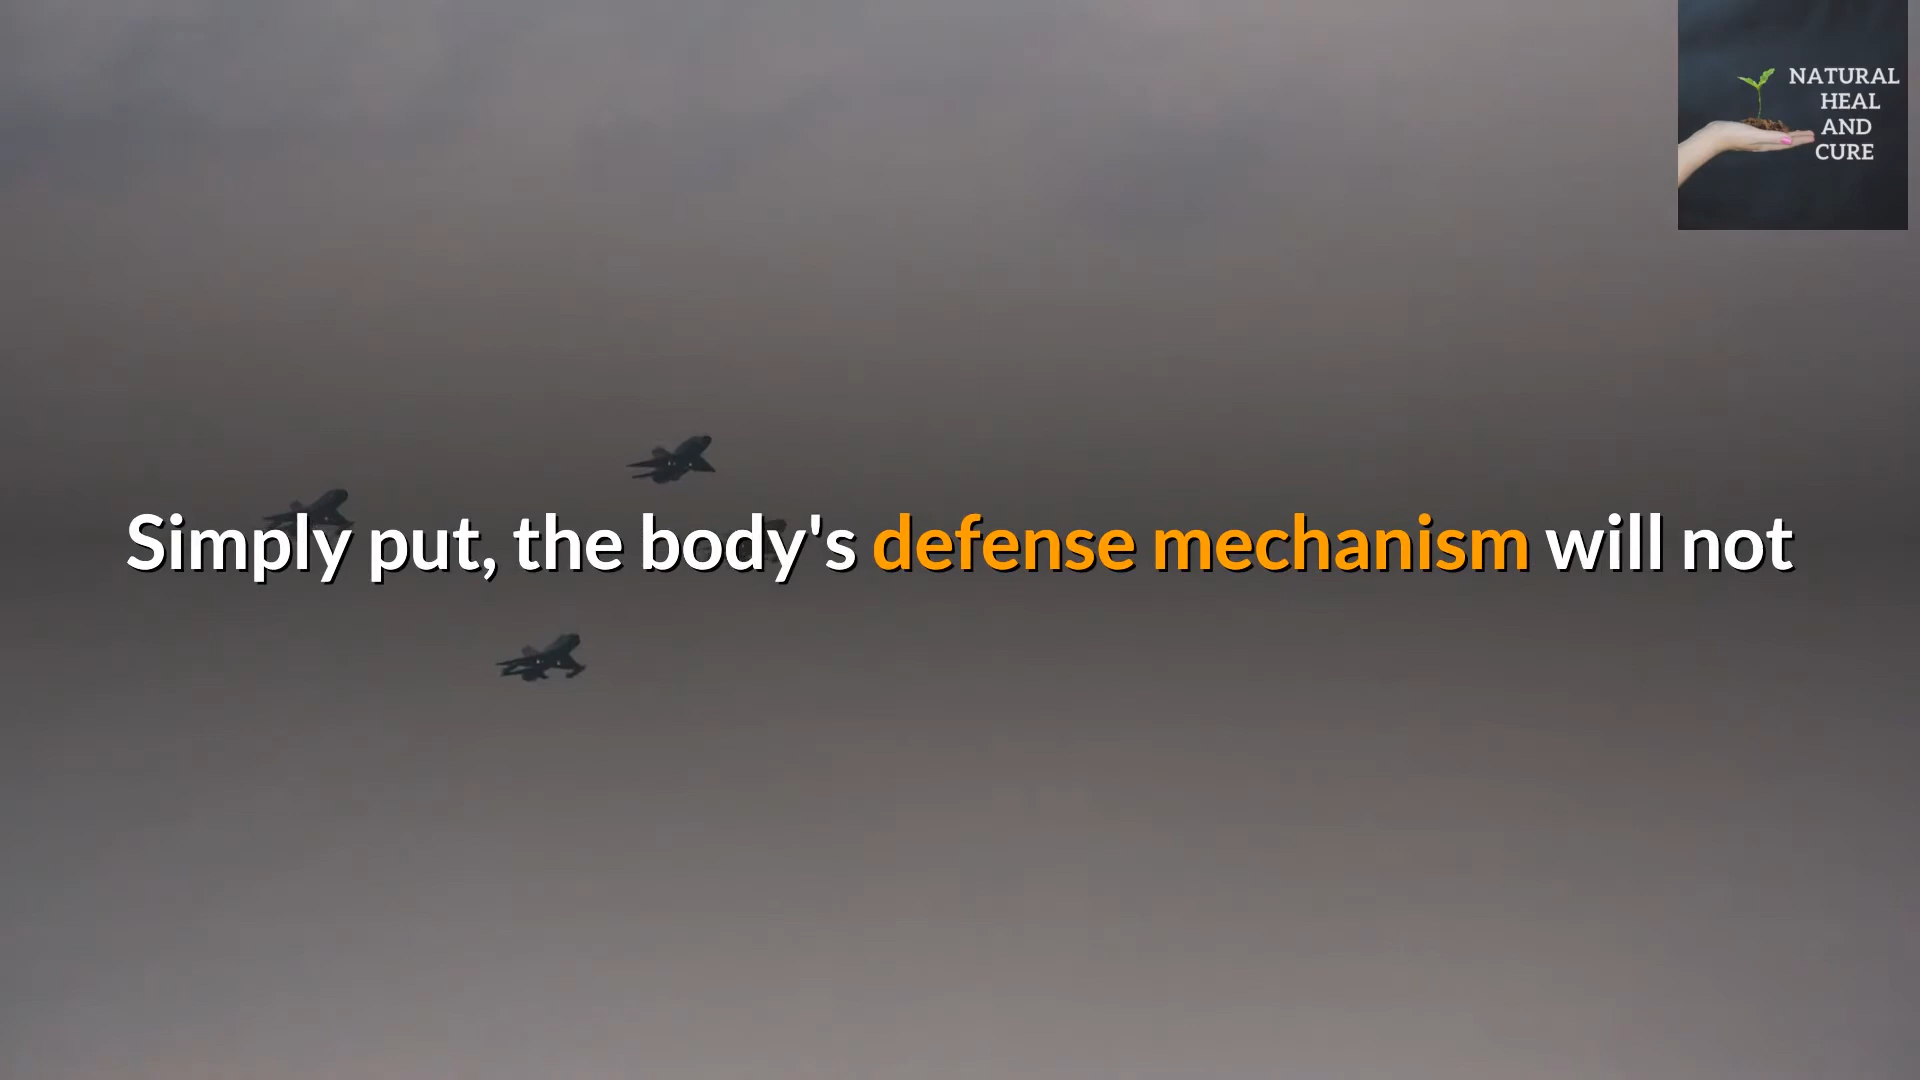 NATURAL
HEAL
AND
CURE
Simply put, the body's defense mechanism will not